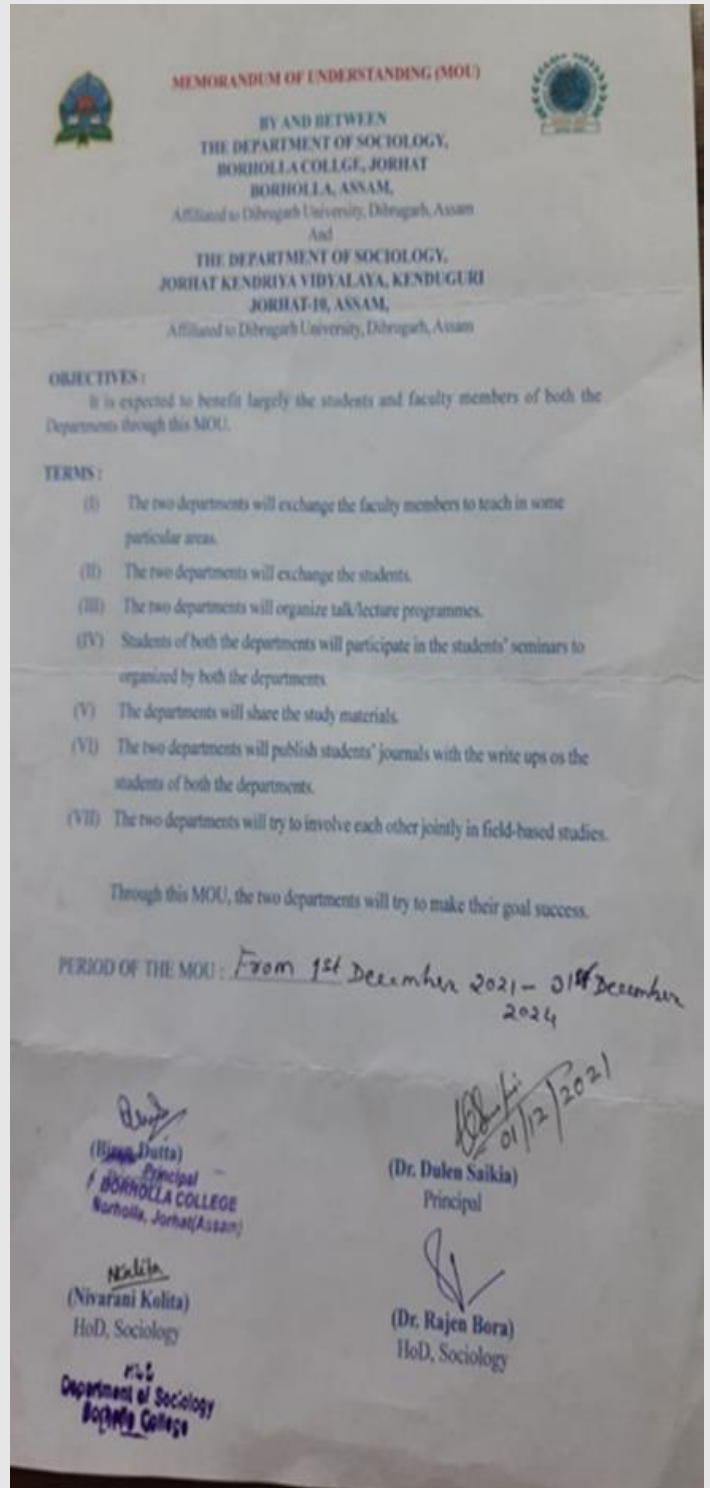 MEMORANDUM OF UNDERSTANDING (MOU)
BY AND BETWEEN
THE DEPARTMENT OF SOCIOLOGY,
BORHOLLA COLLGE, JORHAT
BORHOLLA, ASSAM,
Affiliated to Dibrugarh University, Dibrugarh, Assam
And
THE DEPARTMENT OF SOCIOLOGY,
JORHAT KENDRIYA VIDYALAYA, KENDUGURI
JORHAT-10, ASSAM,
Affiliated to Dibrugarh University, Dibrugarh, Assam
OBJECTIVES :
It is expected to benefit largely the students and faculty members of both the
Departments through this MOU.
TERMS :
(I) The two departments will exchange the faculty members to teach in some
particular areas.
(II) The two departments will exchange the students.
(III) The two departments will organize talk/lecture programmes.
(IV) Students of both the departments will participate in the students' seminars to
organized by both the departments
(V) The departments will share the study materials.
(VI) The two departments will publish students' journals with the write ups os the
students of both the departments.
(VII) The two departments will try to involve each other jointly in field-based studies.
Through this MOU, the two departments will try to make their goal success.
PERIOD OF THE MOU : From 1st December 2021 - 31st December
2024
01/12/2021
Dutta)
Principal
BORHOLLA COLLEGE
Borholla, Jorhat(Assam)
(Dr. Dulen Saikia)
Principal
NKalita
(Nivarani Kolita)
HoD, Sociology
(Dr. Rajen Bora)
HoD, Sociology
Department of Sociology
Borholla College